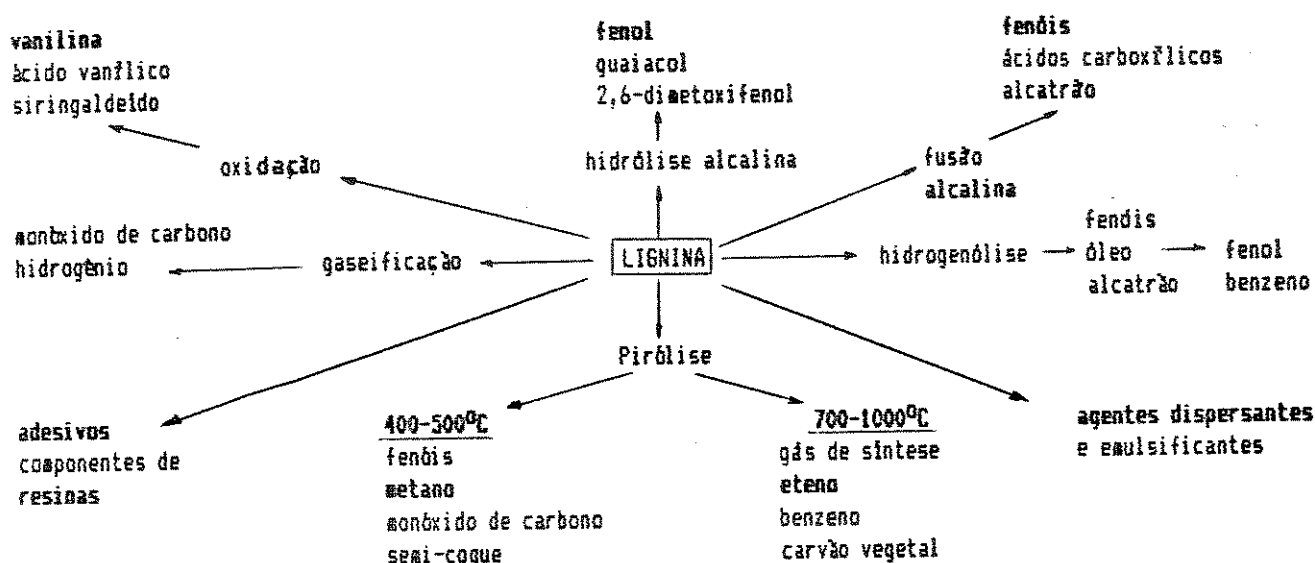 vanilina
ácido vanílico
siringaldeído
fenol
guaiacol
2,6-dimetoxifenol
fenóis
ácidos carboxílicos
alcatrão
oxidação
hidrólise alcalina
fusão
alcalina
monóxido de carbono
hidrogênio
gaseificação
LIGNINA
hidrogenólise
fenóis
óleo
alcatrão
fenol
benzeno
Pirólise
adesivos
componentes de
resinas
400-500ºC
fenóis
metano
monóxido de carbono
semi-coque
700-1000ºC
gás de síntese
eteno
benzeno
carvão vegetal
agentes dispersantes
e emulsificantes